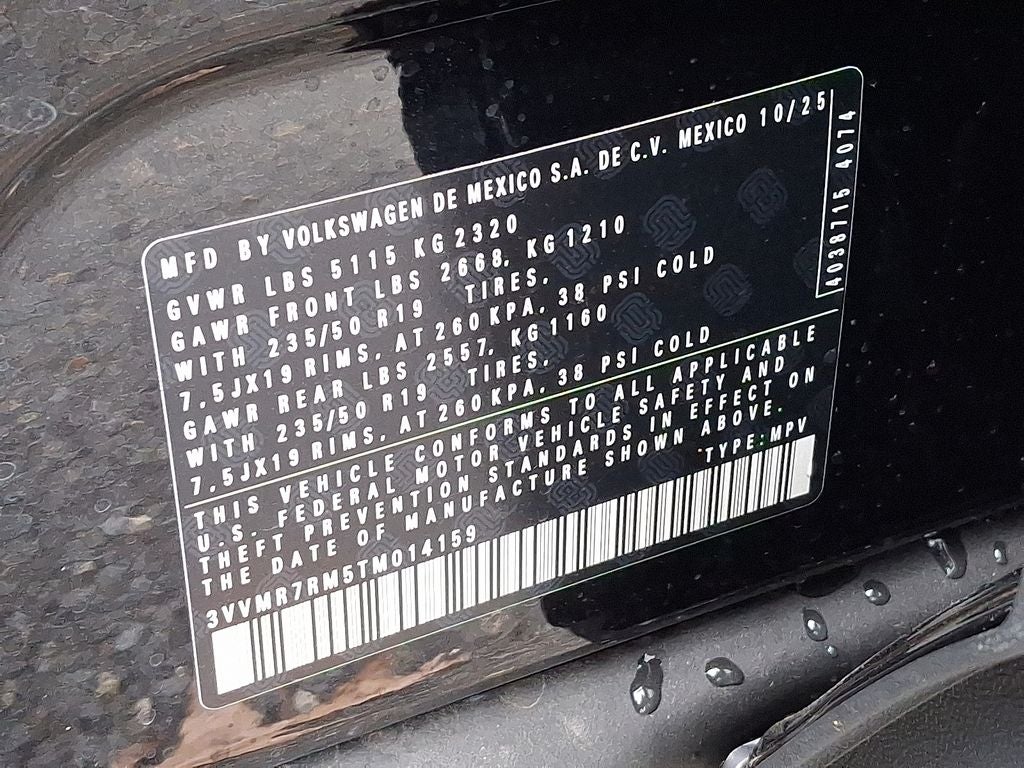 MFD BY VOLKSWAGEN DE MEXICO S.A. DE C.V. MEXICO 10/25
GVWR LBS 5115 KG 2320
GAWR FRONT LBS 2668, KG 1210
WITH 235/50 R19 TIRES,
7,5JX19 RIMS, AT 260 KPA, 38 PSI COLD
GAWR REAR LBS 2557, KG 1160
WITH 235/50 R19 TIRES,
7,5JX19 RIMS, AT 260 KPA, 38 PSI COLD
THIS VEHICLE CONFORMS TO ALL APPLICABLE
U.S. FEDERAL MOTOR VEHICLE SAFETY AND
THEFT PREVENTION STANDARDS IN EFFECT ON
THE DATE OF MANUFACTURE SHOWN ABOVE.
3VVMR7RM5TM014159 TYPE:MPV
4038715 4074